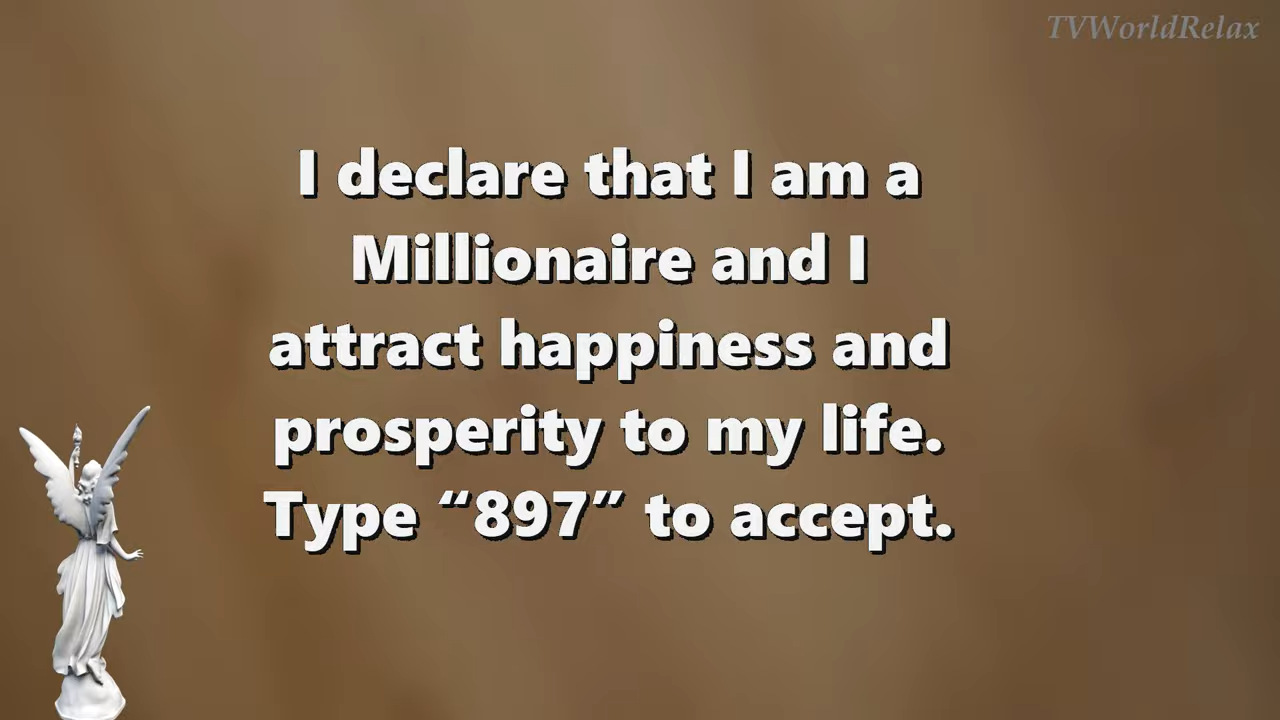 TVWorldRelax
I declare that I am a
Millionaire and I
attract happiness and
prosperity to my life.
Type “897” to accept.